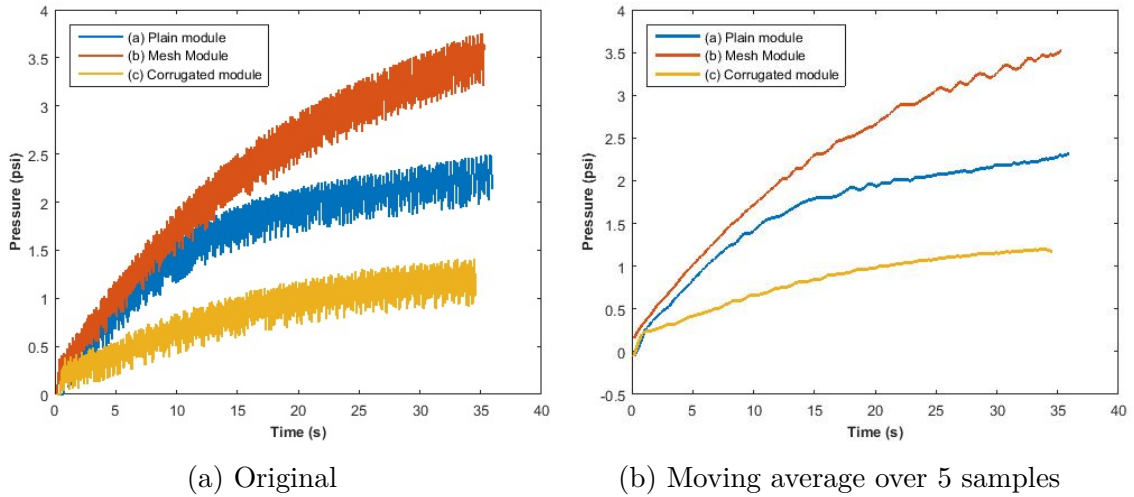 4
3.5
3
2.5
2
1.5
1
0.5
0
0 5 10 15 20 25 30 35 40
Pressure (psi)
Time (s)
(a) Plain module
(b) Mesh Module
(c) Corrugated module
(a) Original
4
3.5
3
2.5
2
1.5
1
0.5
0
-0.5
0 5 10 15 20 25 30 35 40
Pressure (psi)
Time (s)
(a) Plain module
(b) Mesh Module
(c) Corrugated module
(b) Moving average over 5 samples